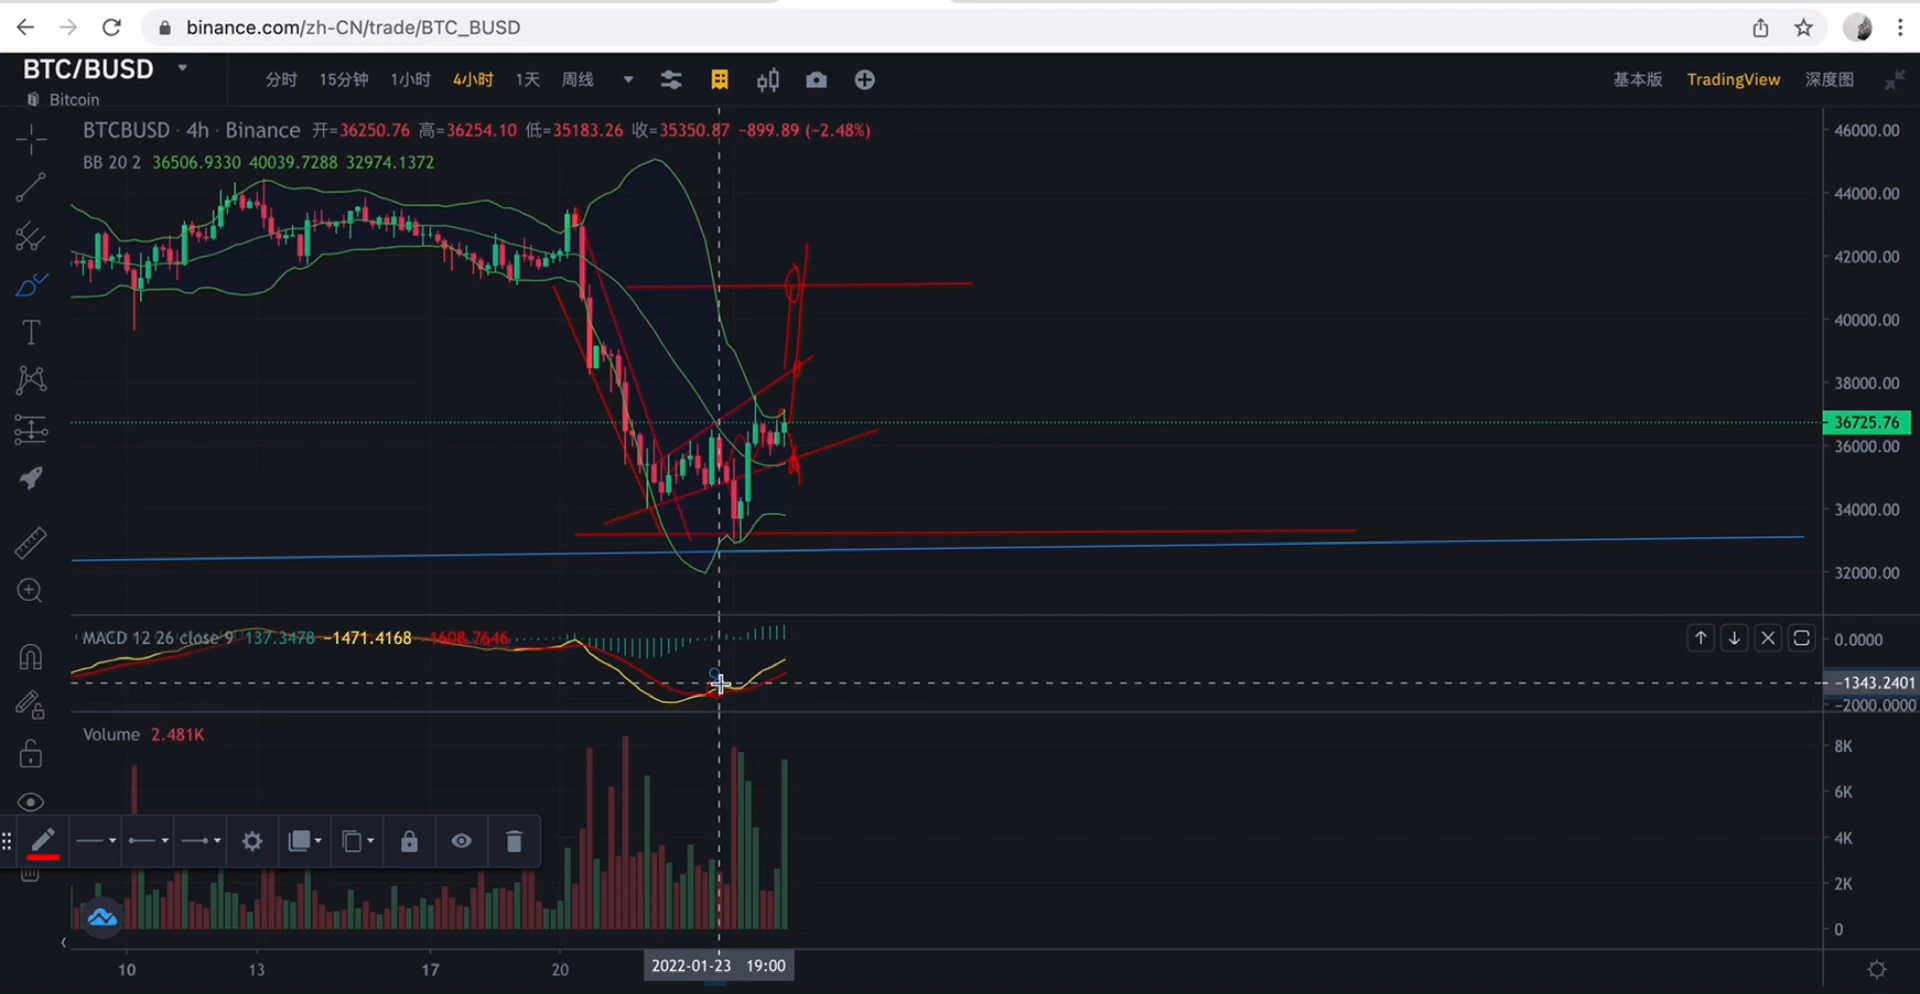 binance.com/zh-CN/trade/BTC_BUSD
BTC/BUSD
Bitcoin
分时 15分钟 1小时 4小时 1天 周线
基本版 TradingView 深度图
BTCBUSD · 4h · Binance 开=36250.76 高=36254.10 低=35183.26 收=35350.87 −899.89 (−2.48%)
BB 20 2 36506.9330 40039.7288 32974.1372
46000.00
44000.00
42000.00
40000.00
38000.00
36725.76
36000.00
34000.00
32000.00
MACD 12 26 close 9 137.3478 −1471.4168 −1608.7646
0.0000
−1343.2401
−2000.0000
Volume 2.481K
8K
6K
4K
2K
0
10 13 17 20 2022-01-23 19:00